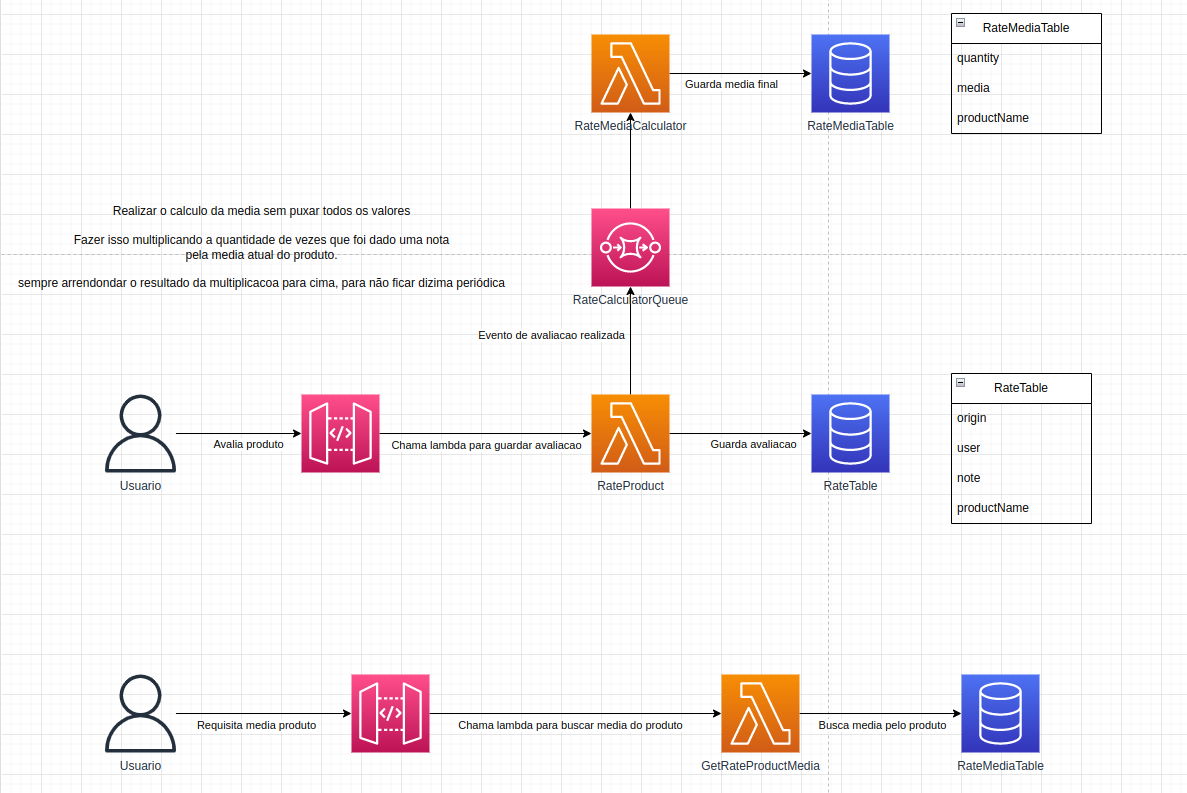 RateMediaTable
quantity
media
productName
Guarda media final
RateMediaCalculator
RateMediaTable
Realizar o calculo da media sem puxar todos os valores
Fazer isso multiplicando a quantidade de vezes que foi dado uma nota
pela media atual do produto.
sempre arrendondar o resultado da multiplicacoa para cima, para não ficar dizima periódica
RateCalculatorQueue
Evento de avaliacao realizada
RateTable
origin
user
note
productName
Avalia produto
Chama lambda para guardar avaliacao
Guarda avaliacao
Usuario
RateProduct
RateTable
Requisita media produto
Chama lambda para buscar media do produto
Busca media pelo produto
Usuario
GetRateProductMedia
RateMediaTable